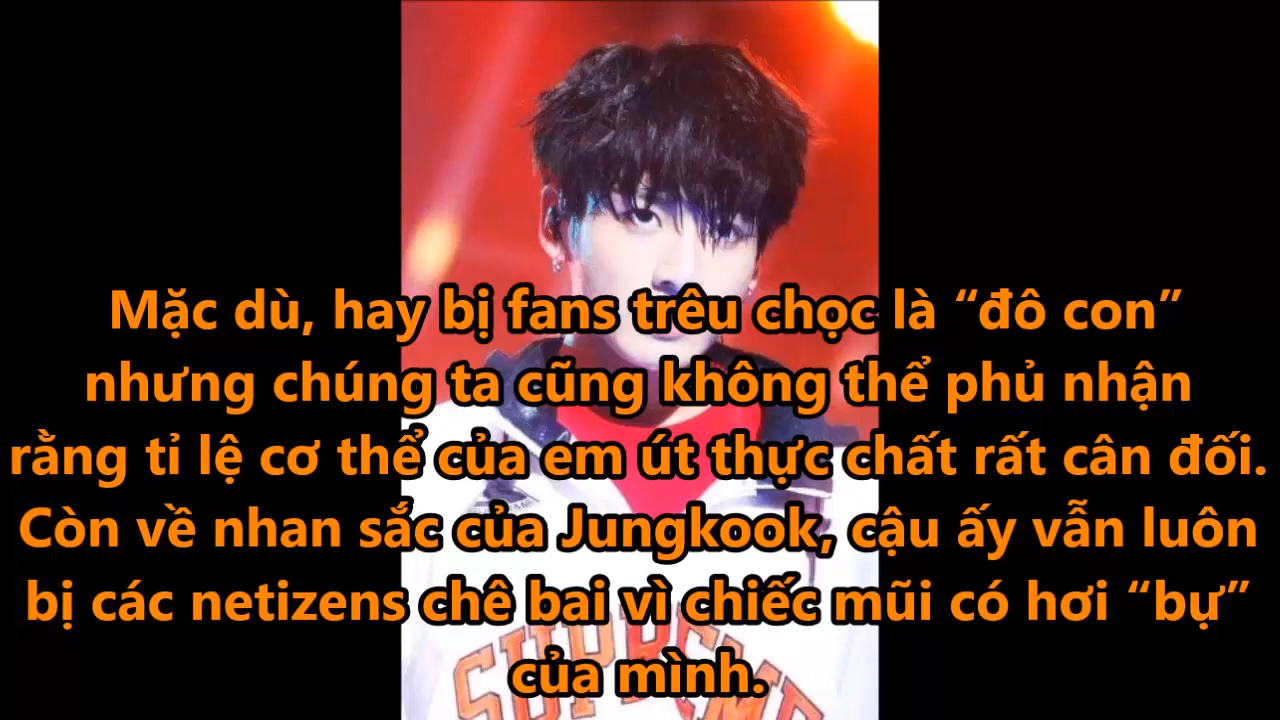 Mặc dù, hay bị fans trêu chọc là “đô con”
nhưng chúng ta cũng không thể phủ nhận
rằng tỉ lệ cơ thể của em út thực chất rất cân đối.
Còn về nhan sắc của Jungkook, cậu ấy vẫn luôn
bị các netizens chê bai vì chiếc mũi có hơi “bự”
của mình.
SUPREME